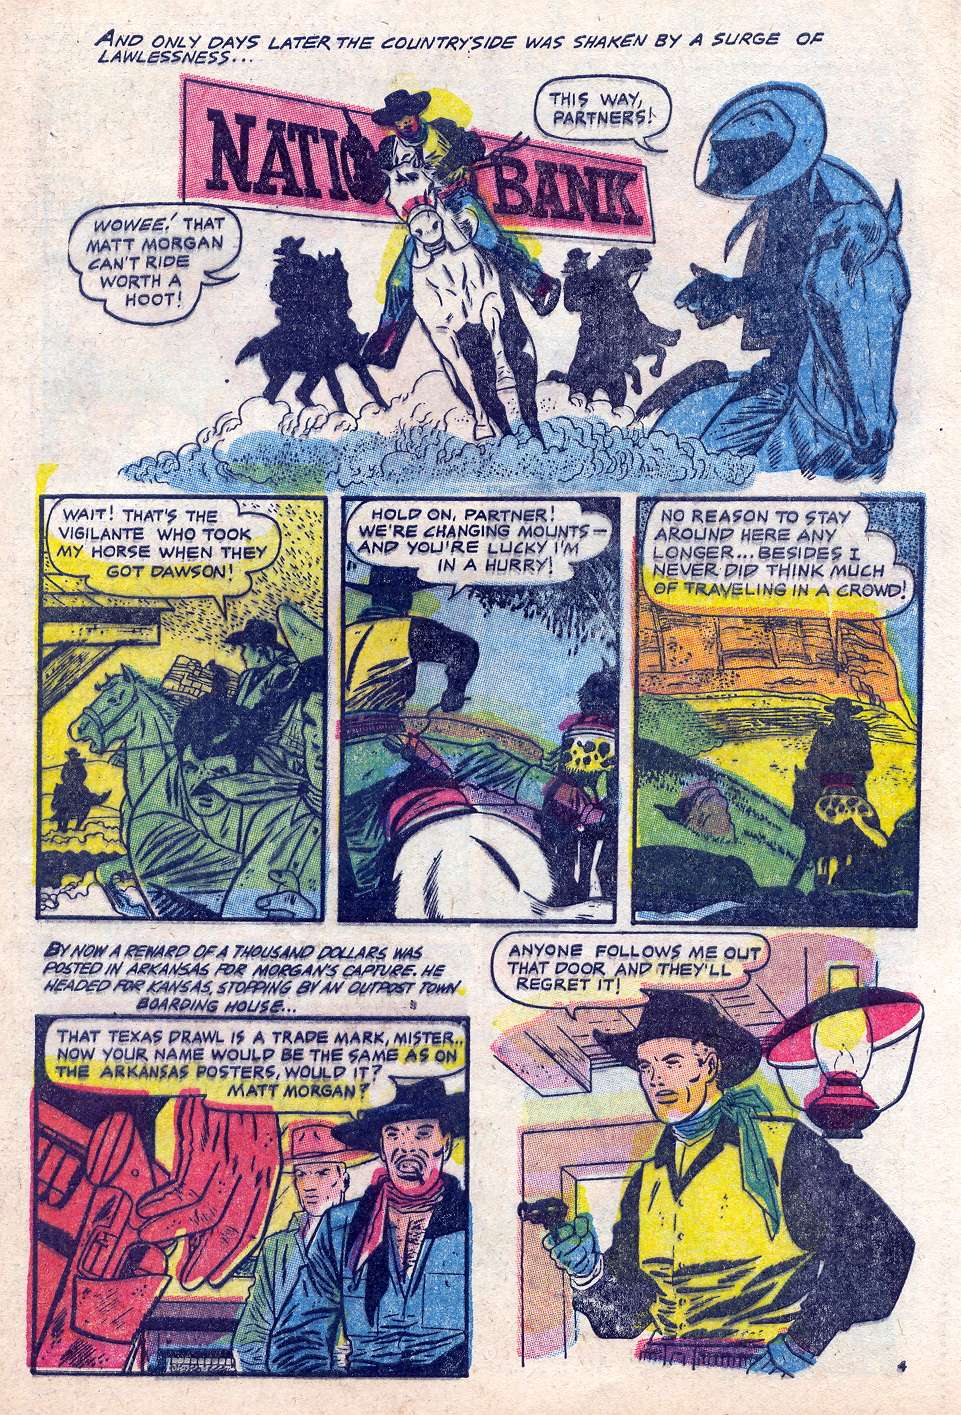 AND ONLY DAYS LATER THE COUNTRYSIDE WAS SHAKEN BY A SURGE OF
LAWLESSNESS...
THIS WAY,
PARTNERS!
NATIO BANK
WOWEE! THAT
MATT MORGAN
CAN'T RIDE
WORTH A
HOOT!
WAIT! THAT'S THE
VIGILANTE WHO TOOK
MY HORSE WHEN THEY
GOT DAWSON!
HOLD ON, PARTNER!
WE'RE CHANGING MOUNTS—
AND YOU'RE LUCKY I'M
IN A HURRY!
NO REASON TO STAY
AROUND HERE ANY
LONGER... BESIDES I
NEVER DID THINK MUCH
OF TRAVELING IN A CROWD!
BY NOW A REWARD OF A THOUSAND DOLLARS WAS
POSTED IN ARKANSAS FOR MORGAN'S CAPTURE. HE
HEADED FOR KANSAS, STOPPING BY AN OUTPOST TOWN
BOARDING HOUSE...
THAT TEXAS DRAWL IS A TRADE MARK, MISTER..
NOW YOUR NAME WOULD BE THE SAME AS ON
THE ARKANSAS POSTERS, WOULD IT?
MATT MORGAN?
ANYONE FOLLOWS ME OUT
THAT DOOR AND THEY'LL
REGRET IT!
4